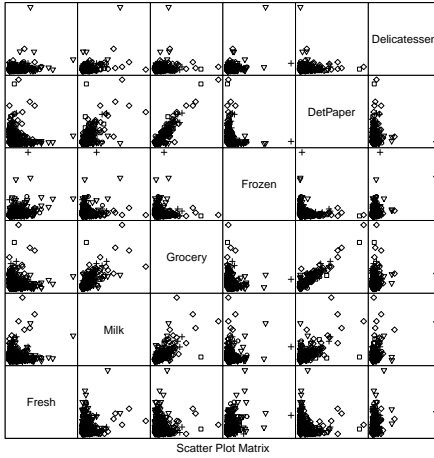 Delicatessen
DetPaper
Frozen
Grocery
Milk
Fresh
Scatter Plot Matrix